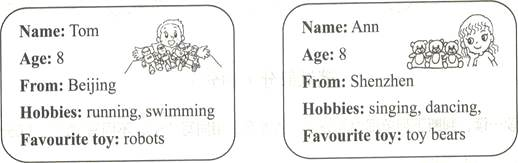 Name: Tom
Age: 8
From: Beijing
Hobbies: running, swimming
Favourite toy: robots
Name: Ann
Age: 8
From: Shenzhen
Hobbies: singing, dancing,
Favourite toy: toy bears